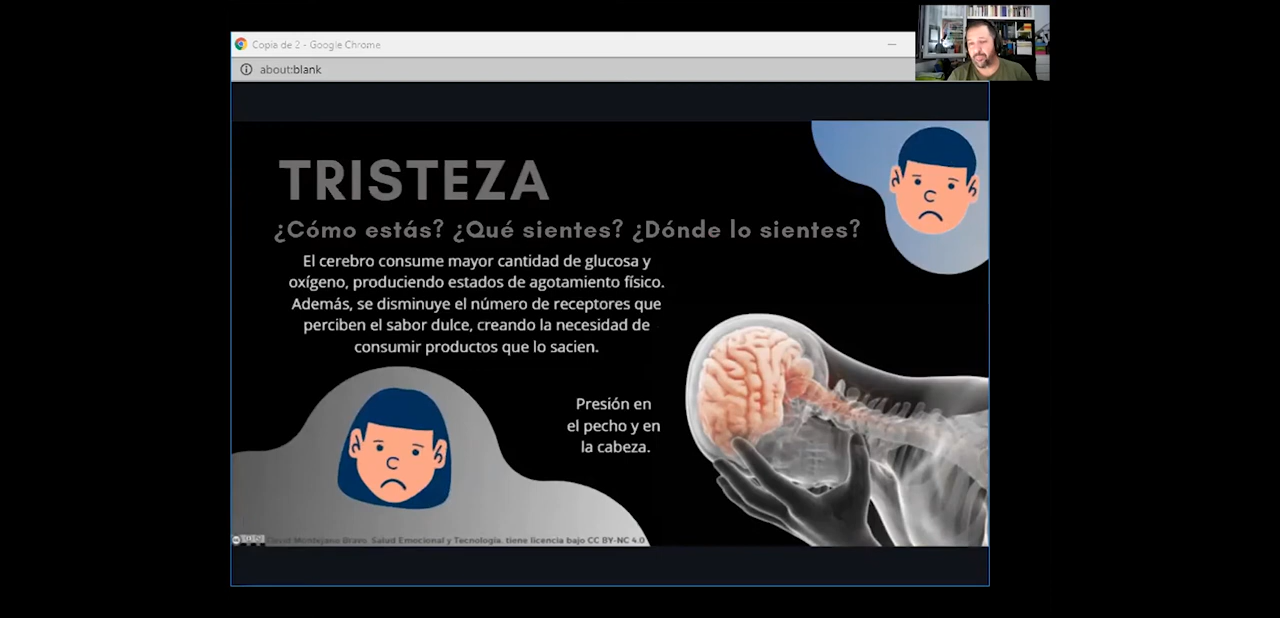 Copia de 2 - Google Chrome
about:blank
TRISTEZA
¿Cómo estás? ¿Qué sientes? ¿Dónde lo sientes?
El cerebro consume mayor cantidad de glucosa y
oxígeno, produciendo estados de agotamiento físico.
Además, se disminuye el número de receptores que
perciben el sabor dulce, creando la necesidad de
consumir productos que lo sacien.
Presión en
el pecho y en
la cabeza.
David Montejano Bravo. Salud Emocional y Tecnología. tiene licencia bajo CC BY-NC 4.0